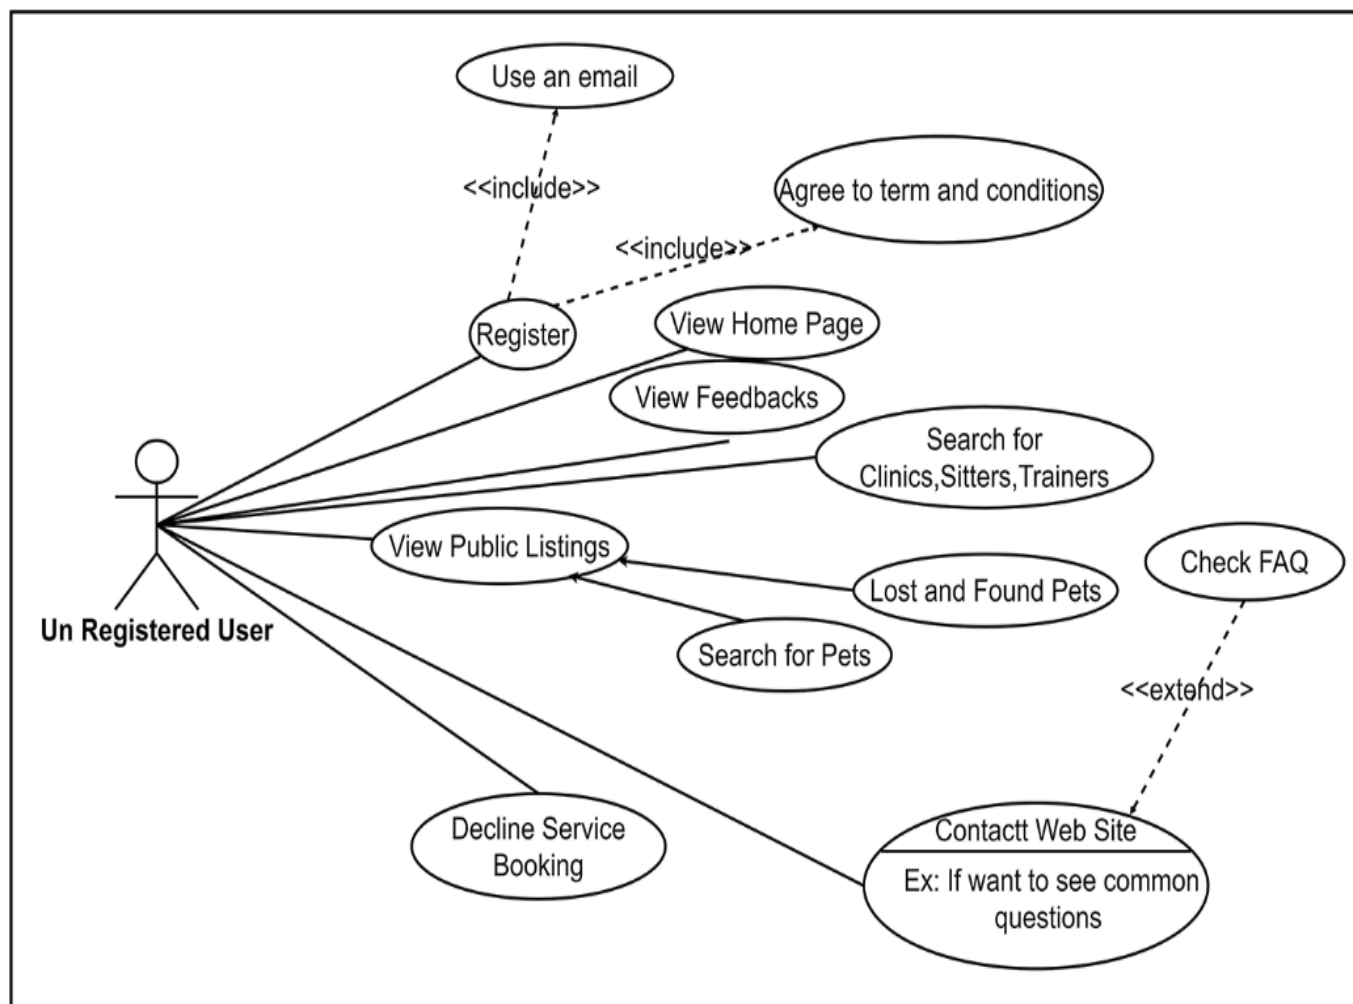 Use an email
<<include>>
Agree to term and conditions
<<include>>
Register
View Home Page
View Feedbacks
Search for
Clinics,Sitters,Trainers
View Public Listings
Check FAQ
Lost and Found Pets
Un Registered User
Search for Pets
<<extend>>
Decline Service
Booking
Contactt Web Site
Ex: If want to see common
questions